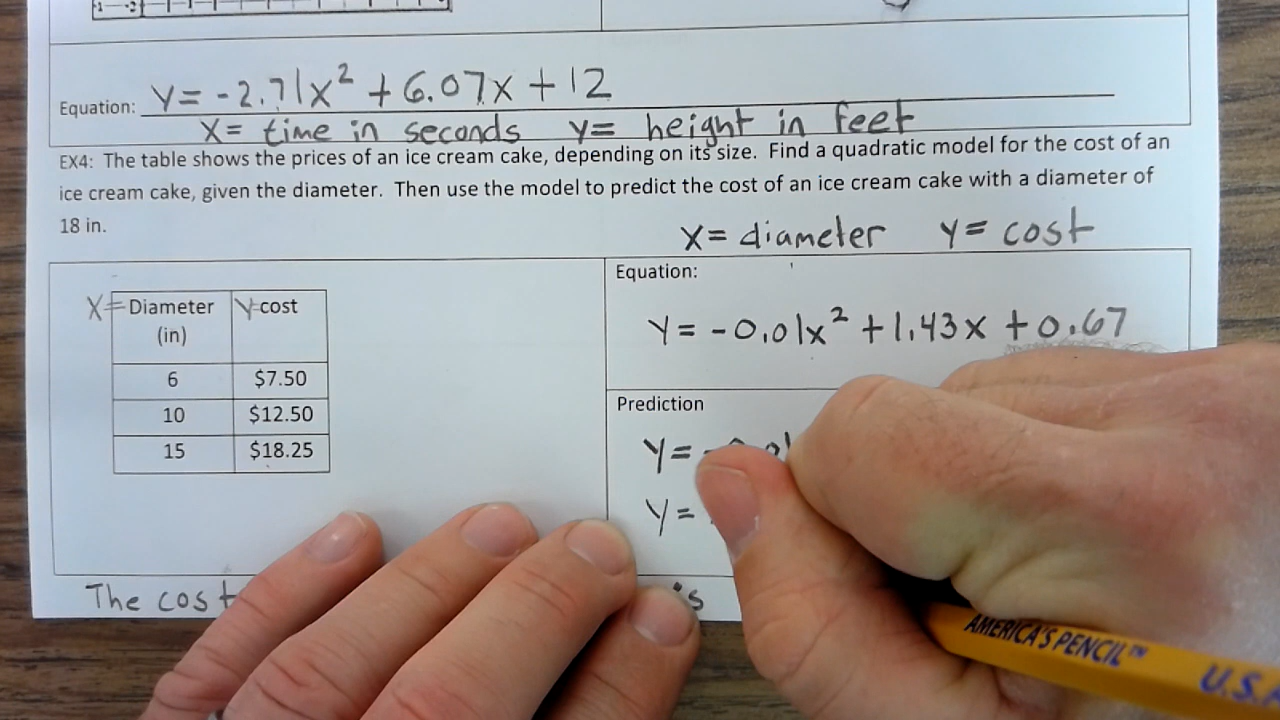 Equation: Y= -2.71x² + 6.07x + 12
X= time in seconds y= height in feet
EX4: The table shows the prices of an ice cream cake, depending on its size. Find a quadratic model for the cost of an
ice cream cake, given the diameter. Then use the model to predict the cost of an ice cream cake with a diameter of
18 in.
X= diameter y= cost
X= Diameter (in) Y= cost
6 $7.50
10 $12.50
15 $18.25
Equation:
Y= -0.01x² + 1.43x + 0.67
Prediction
Y= -0.01
Y=
The cost is
AMERICA'S PENCIL™ U.S.